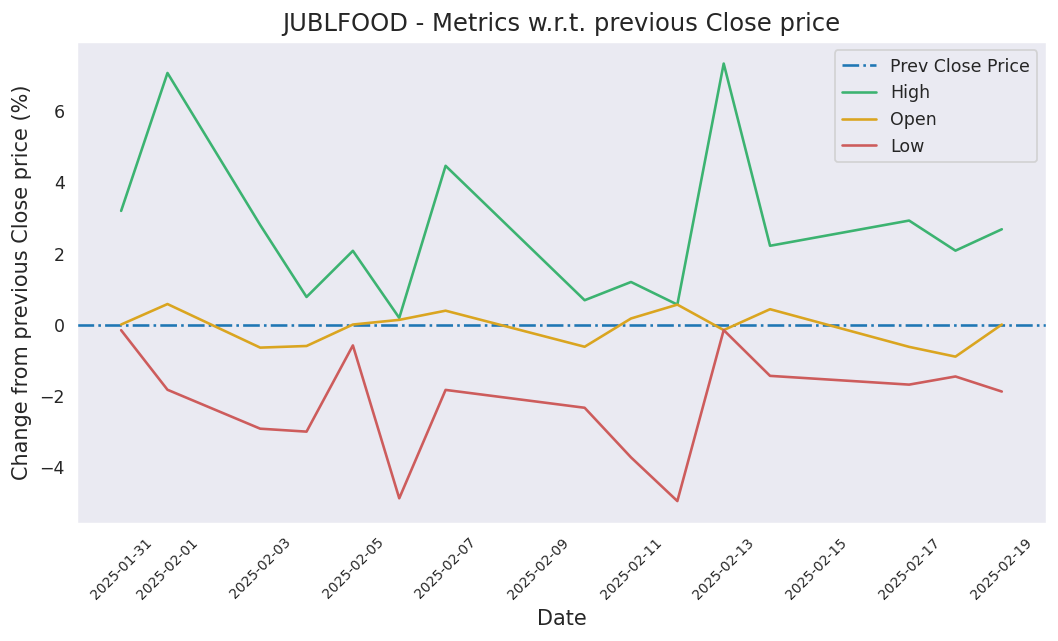 JUBLFOOD - Metrics w.r.t. previous Close price
Change from previous Close price (%)
6
4
2
0
−2
−4
Prev Close Price
High
Open
Low
2025-01-31
2025-02-01
2025-02-03
2025-02-05
2025-02-07
2025-02-09
2025-02-11
2025-02-13
2025-02-15
2025-02-17
2025-02-19
Date